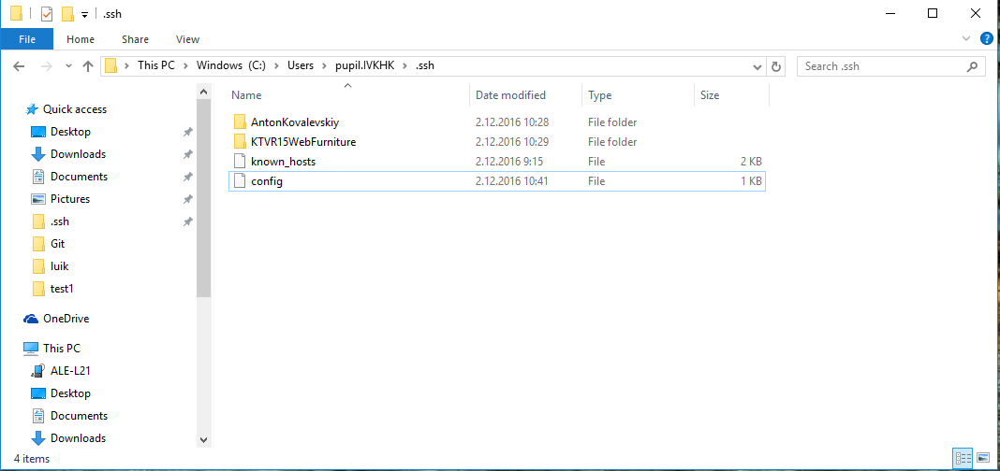 .ssh
File Home Share View
This PC Windows (C:) Users pupil.IVKHK .ssh
Search .ssh
Name Date modified Type Size
Quick access
Desktop
Downloads
Documents
Pictures
.ssh
Git
luik
test1
OneDrive
This PC
ALE-L21
Desktop
Documents
Downloads
AntonKovalevskiy 2.12.2016 10:28 File folder
KTVR15WebFurniture 2.12.2016 10:29 File folder
known_hosts 2.12.2016 9:15 File 2 KB
config 2.12.2016 10:41 File 1 KB
4 items